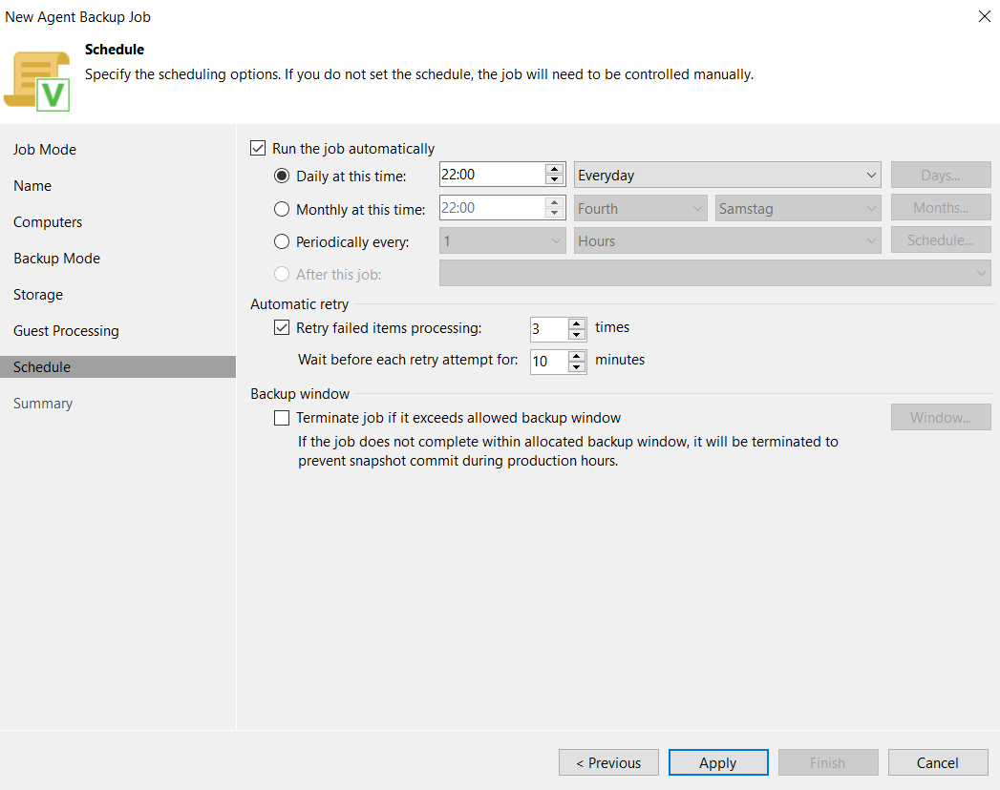 New Agent Backup Job
Schedule
Specify the scheduling options. If you do not set the schedule, the job will need to be controlled manually.
V
Job Mode
Name
Computers
Backup Mode
Storage
Guest Processing
Schedule
Summary
Run the job automatically
Daily at this time: 22:00 Everyday Days...
Monthly at this time: 22:00 Fourth Samstag Months...
Periodically every: 1 Hours Schedule...
After this job:
Automatic retry
Retry failed items processing: 3 times
Wait before each retry attempt for: 10 minutes
Backup window
Terminate job if it exceeds allowed backup window Window...
If the job does not complete within allocated backup window, it will be terminated to
prevent snapshot commit during production hours.
< Previous Apply Finish Cancel